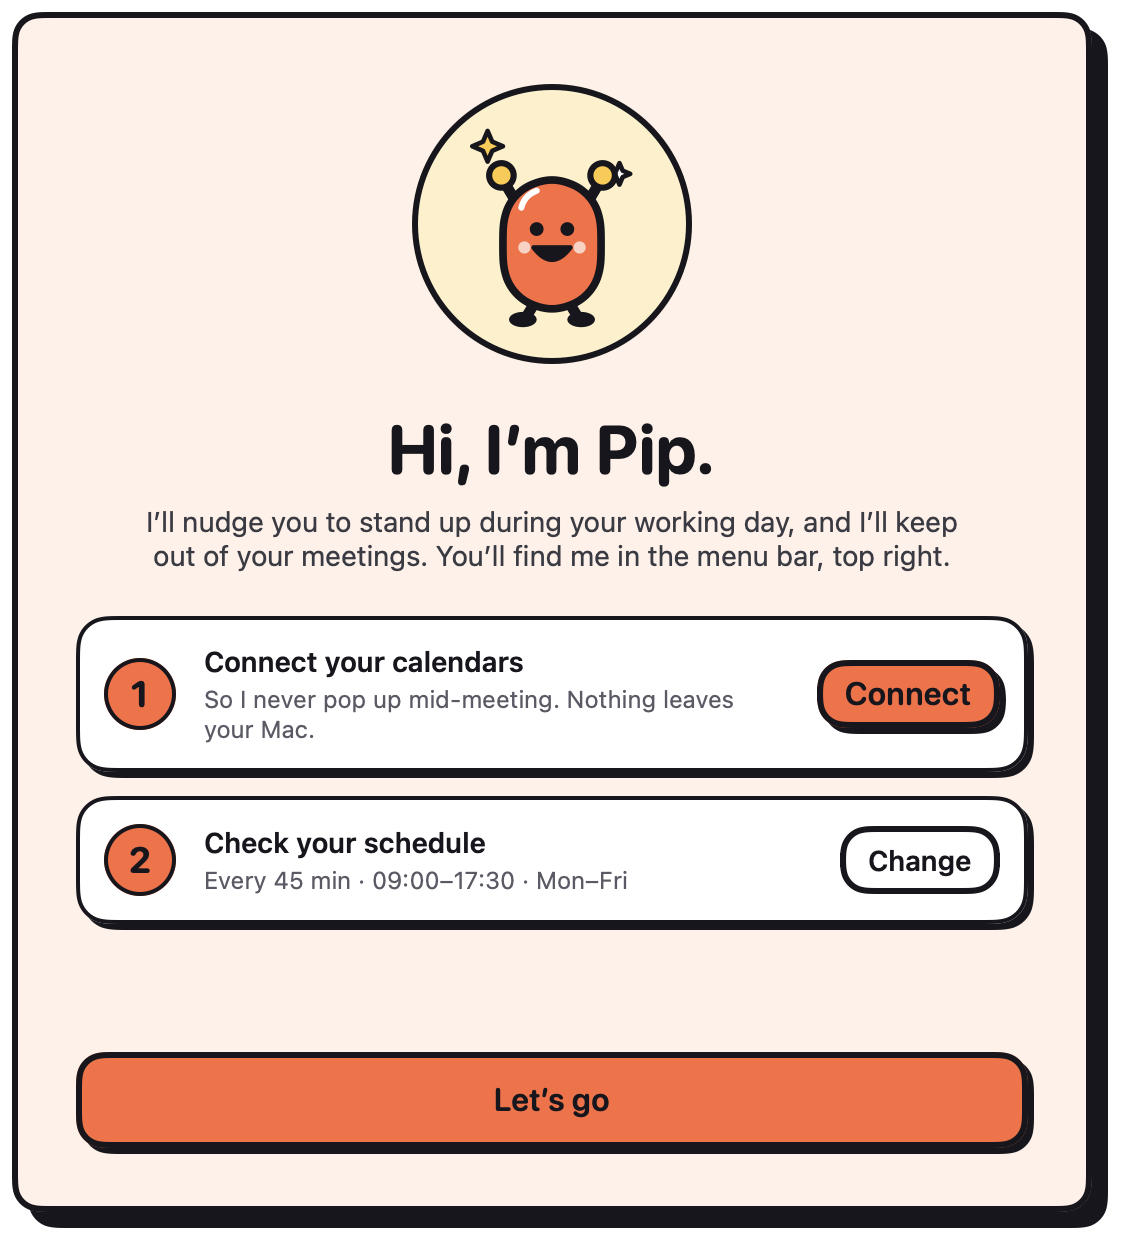 Hi, I’m Pip.
I’ll nudge you to stand up during your working day, and I’ll keep
out of your meetings. You’ll find me in the menu bar, top right.
1
Connect your calendars
So I never pop up mid-meeting. Nothing leaves
your Mac.
Connect
2
Check your schedule
Every 45 min · 09:00–17:30 · Mon–Fri
Change
Let’s go